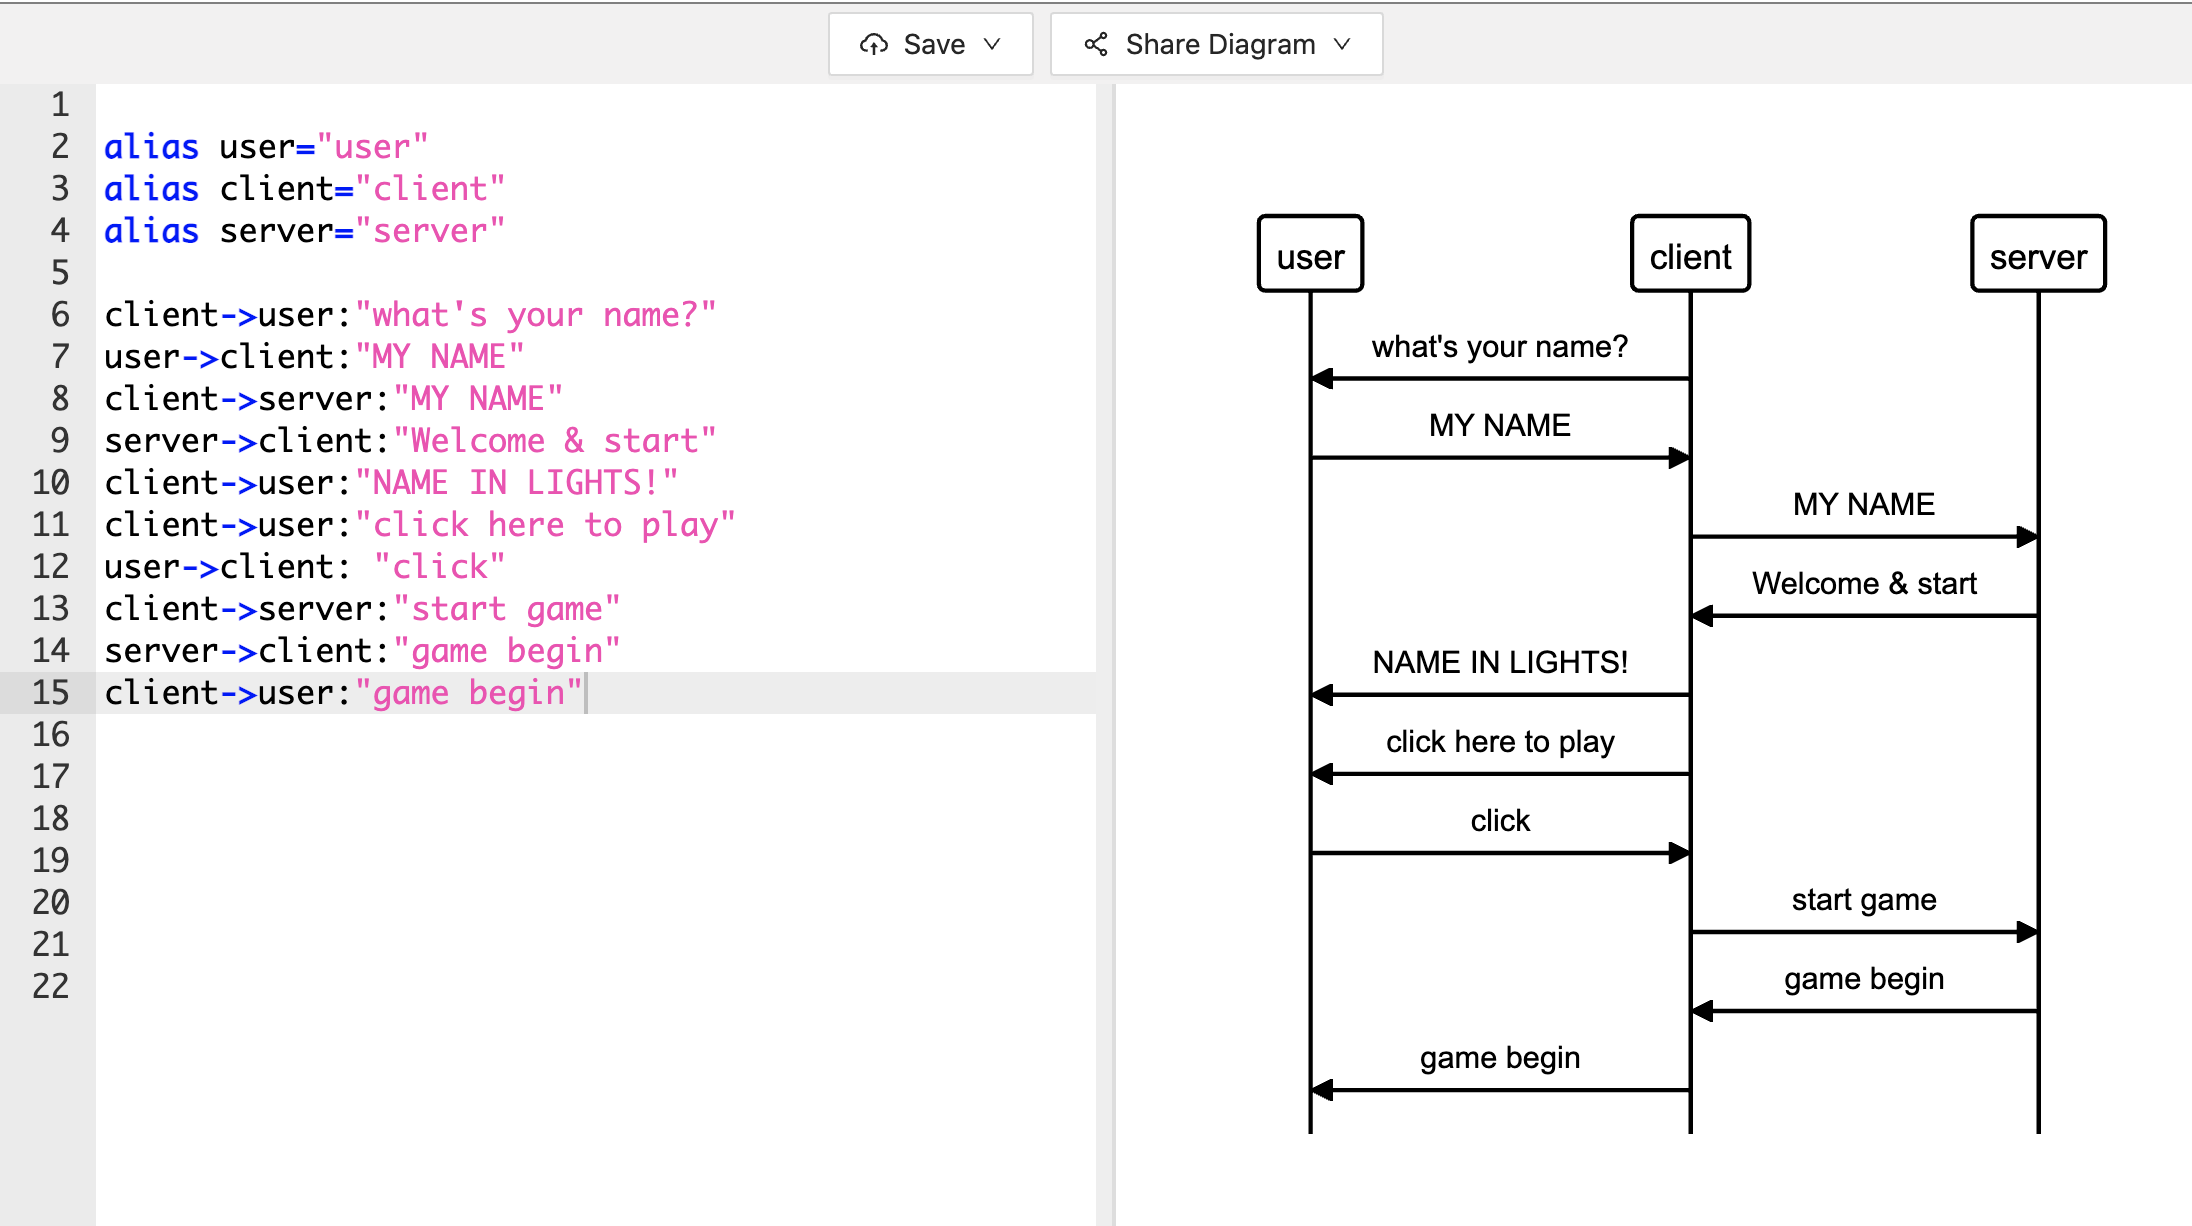 Save
Share Diagram
1
2 alias user="user"
3 alias client="client"
4 alias server="server"
5
6 client->user:"what's your name?"
7 user->client:"MY NAME"
8 client->server:"MY NAME"
9 server->client:"Welcome & start"
10 client->user:"NAME IN LIGHTS!"
11 client->user:"click here to play"
12 user->client: "click"
13 client->server:"start game"
14 server->client:"game begin"
15 client->user:"game begin"
16
17
18
19
20
21
22
user
client
server
what's your name?
MY NAME
MY NAME
Welcome & start
NAME IN LIGHTS!
click here to play
click
start game
game begin
game begin